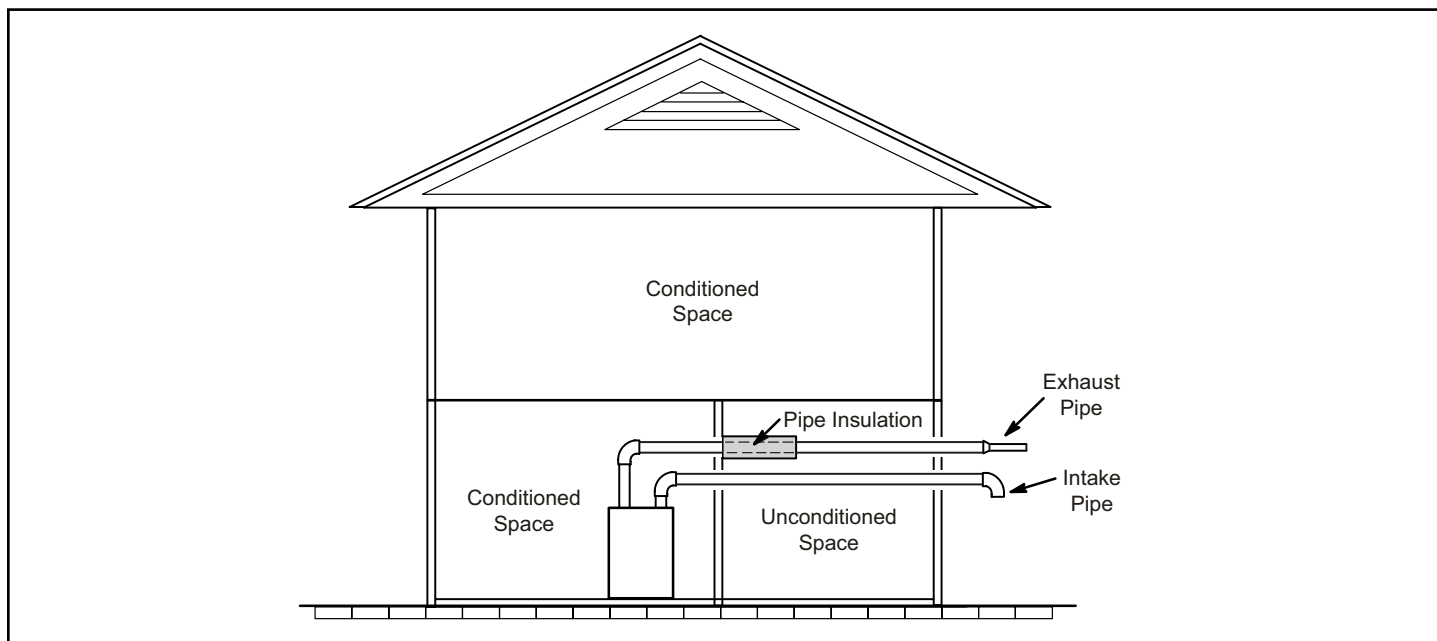 Conditioned
Space
Exhaust
Pipe
Pipe Insulation
Intake
Pipe
Conditioned
Space
Unconditioned
Space